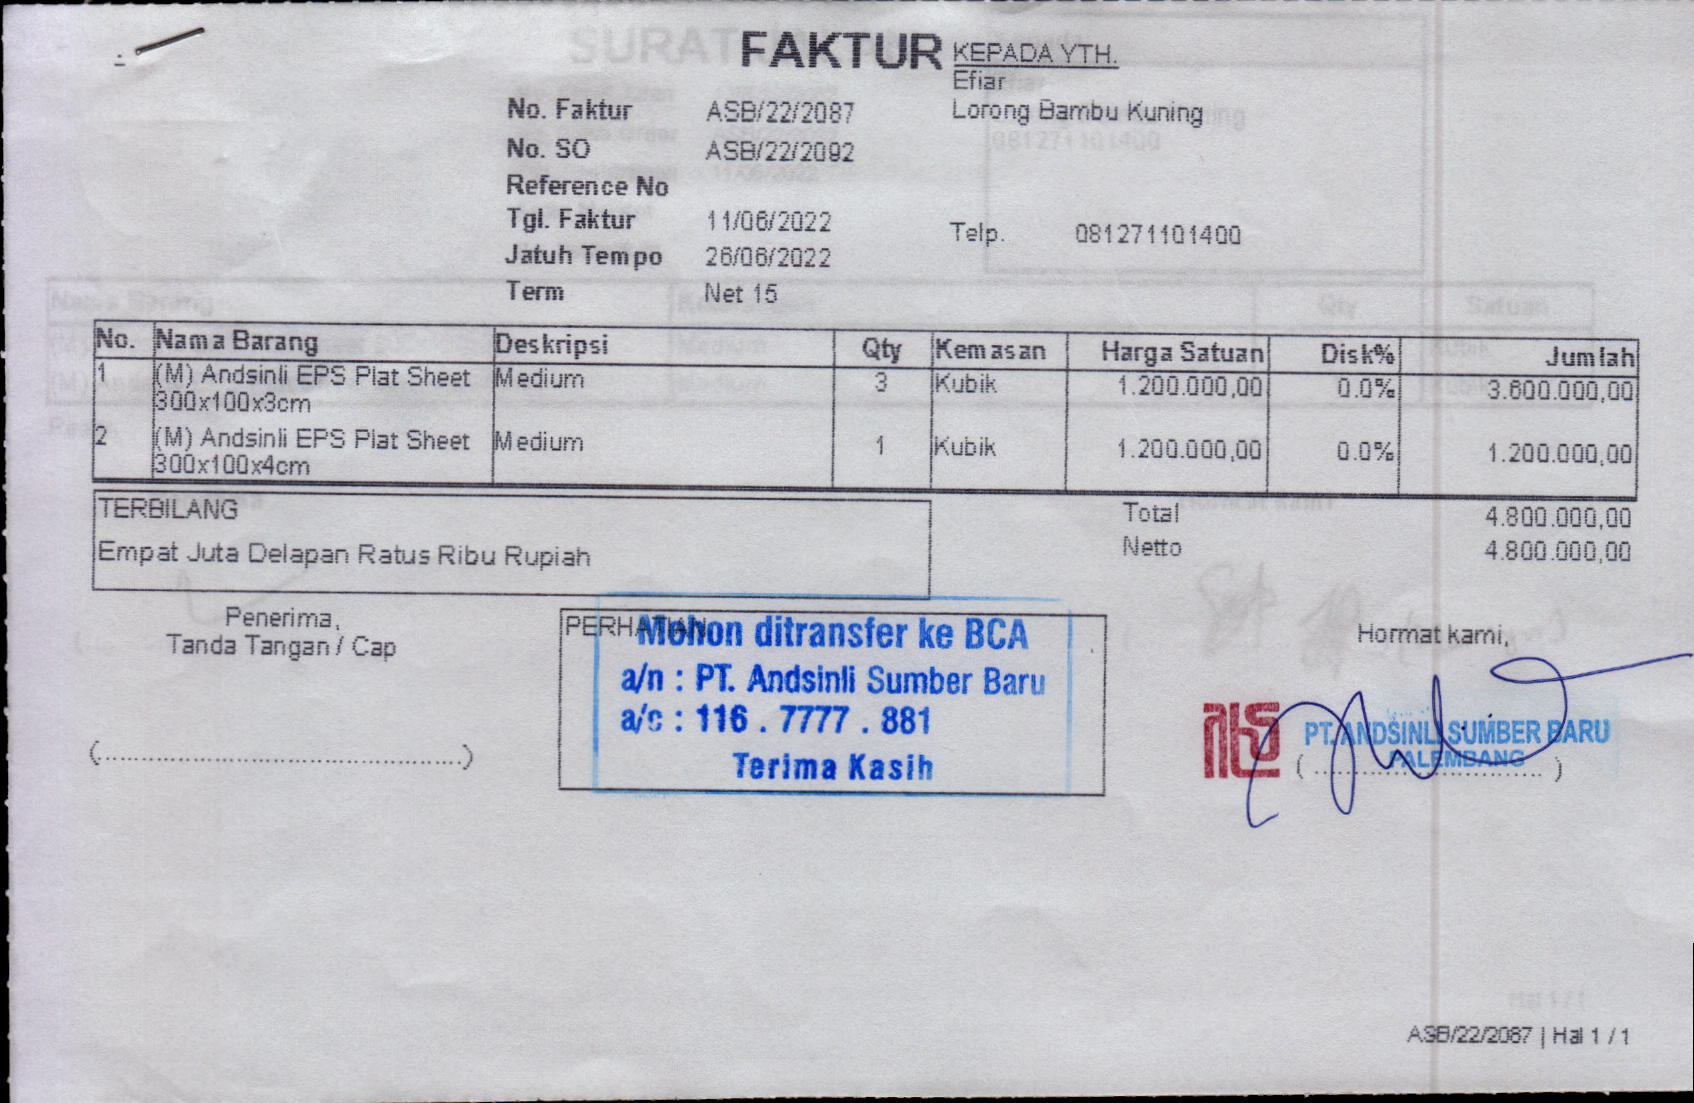 FAKTUR
KEPADA YTH.
Efiar
Lorong Bambu Kuning
No. Faktur ASB/22/2087
No. SO ASB/22/2092
Reference No
Tgl. Faktur 11/06/2022
Telp. 081271101400
Jatuh Tempo 26/06/2022
Term Net 15
No. Nama Barang Deskripsi Qty Kemasan Harga Satuan Disk% Jumlah
1 (M) Andsinli EPS Plat Sheet Medium 3 Kubik 1.200.000,00 0.0% 3.600.000,00
300x100x3cm
2 (M) Andsinli EPS Plat Sheet Medium 1 Kubik 1.200.000,00 0.0% 1.200.000,00
300x100x4cm
TERBILANG
Empat Juta Delapan Ratus Ribu Rupiah
Total 4.800.000,00
Netto 4.800.000,00
Penerima,
Tanda Tangan / Cap
(............................................)
PERHATIAN
Mohon ditransfer ke BCA
a/n : PT. Andsinli Sumber Baru
a/c : 116 . 7777 . 881
Terima Kasih
Hormat kami,
PT. ANDSINLI SUMBER BARU
PALEMBANG
(............................)
ASB/22/2087 | Hal 1 / 1